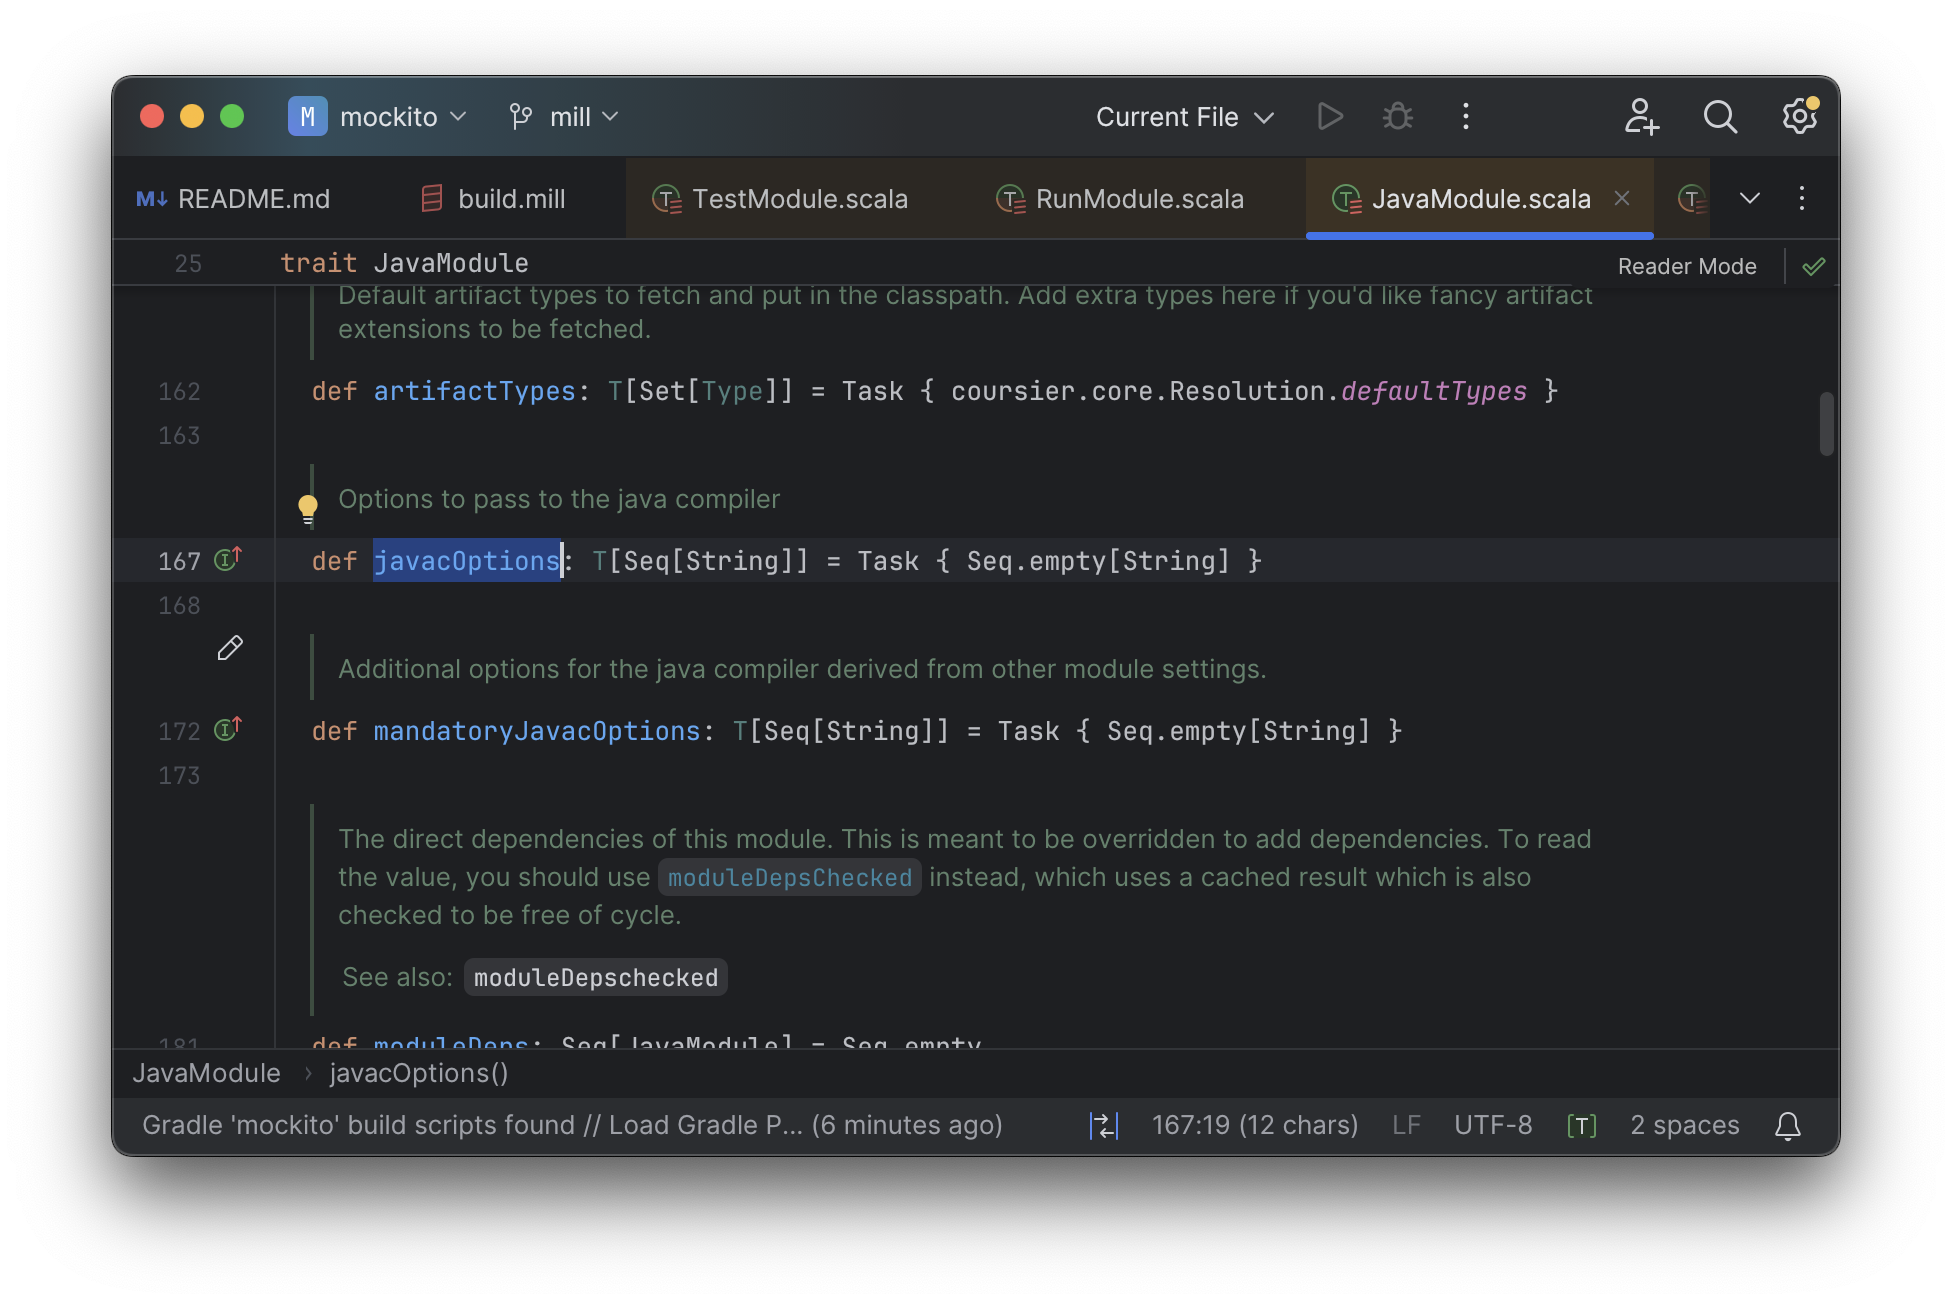 M mockito mill Current File
README.md build.mill TestModule.scala RunModule.scala JavaModule.scala
25 trait JavaModule Reader Mode
Default artifact types to fetch and put in the classpath. Add extra types here if you'd like fancy artifact
extensions to be fetched.
162 def artifactTypes: T[Set[Type]] = Task { coursier.core.Resolution.defaultTypes }
163
Options to pass to the java compiler
167 def javacOptions: T[Seq[String]] = Task { Seq.empty[String] }
168
Additional options for the java compiler derived from other module settings.
172 def mandatoryJavacOptions: T[Seq[String]] = Task { Seq.empty[String] }
173
The direct dependencies of this module. This is meant to be overridden to add dependencies. To read
the value, you should use moduleDepsChecked instead, which uses a cached result which is also
checked to be free of cycle.
See also: moduleDepschecked
181 def moduleDeps: Seq[JavaModule] = Seq.empty
JavaModule › javacOptions()
Gradle 'mockito' build scripts found // Load Gradle P... (6 minutes ago) 167:19 (12 chars) LF UTF-8 [T] 2 spaces